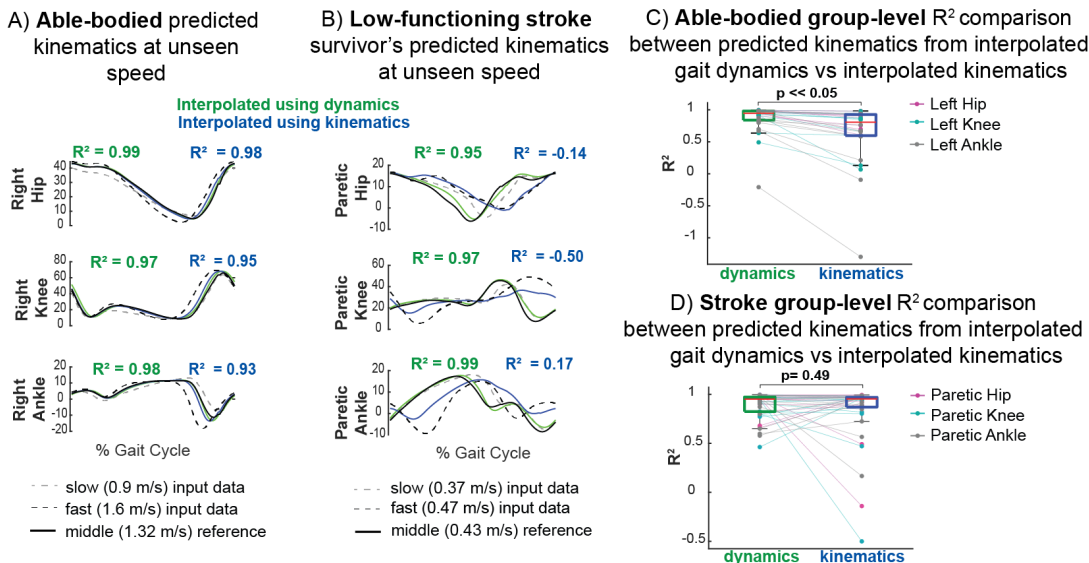 A) Able-bodied predicted
kinematics at unseen
speed
B) Low-functioning stroke
survivor's predicted kinematics
at unseen speed
Interpolated using dynamics
Interpolated using kinematics
R² = 0.99
R² = 0.98
Right
Hip
40
30
20
10
0
R² = 0.97
R² = 0.95
Right
Knee
80
60
40
20
0
R² = 0.98
R² = 0.93
Right
Ankle
20
10
0
-10
-20
% Gait Cycle
slow (0.9 m/s) input data
fast (1.6 m/s) input data
middle (1.32 m/s) reference
R² = 0.95
R² = -0.14
Paretic
Hip
20
10
0
-10
R² = 0.97
R² = -0.50
Paretic
Knee
60
40
20
0
R² = 0.99
R² = 0.17
Paretic
Ankle
20
10
0
-10
% Gait Cycle
slow (0.37 m/s) input data
fast (0.47 m/s) input data
middle (0.43 m/s) reference
C) Able-bodied group-level R² comparison
between predicted kinematics from interpolated
gait dynamics vs interpolated kinematics
p << 0.05
R²
1
0.5
0
-0.5
-1
dynamics
kinematics
Left Hip
Left Knee
Left Ankle
D) Stroke group-level R² comparison
between predicted kinematics from interpolated
gait dynamics vs interpolated kinematics
p= 0.49
R²
1
0.5
0
-0.5
dynamics
kinematics
Paretic Hip
Paretic Knee
Paretic Ankle